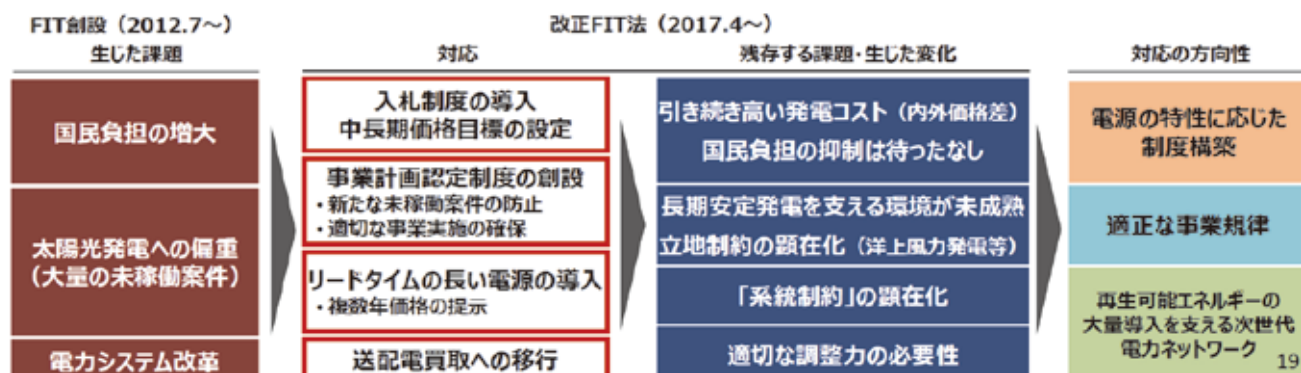 FIT創設（2012.7～）
生じた課題
国民負担の増大
太陽光発電への偏重
（大量の未稼働案件）
電力システム改革
改正FIT法（2017.4～）
対応
入札制度の導入
中長期価格目標の設定
事業計画認定制度の創設
・新たな未稼働案件の防止
・適切な事業実施の確保
リードタイムの長い電源の導入
・複数年価格の提示
送配電買取への移行
残存する課題・生じた変化
引き続き高い発電コスト（内外価格差）
国民負担の抑制は待ったなし
長期安定発電を支える環境が未成熟
立地制約の顕在化（洋上風力発電等）
「系統制約」の顕在化
適切な調整力の必要性
対応の方向性
電源の特性に応じた
制度構築
適正な事業規律
再生可能エネルギーの
大量導入を支える次世代
電力ネットワーク
19